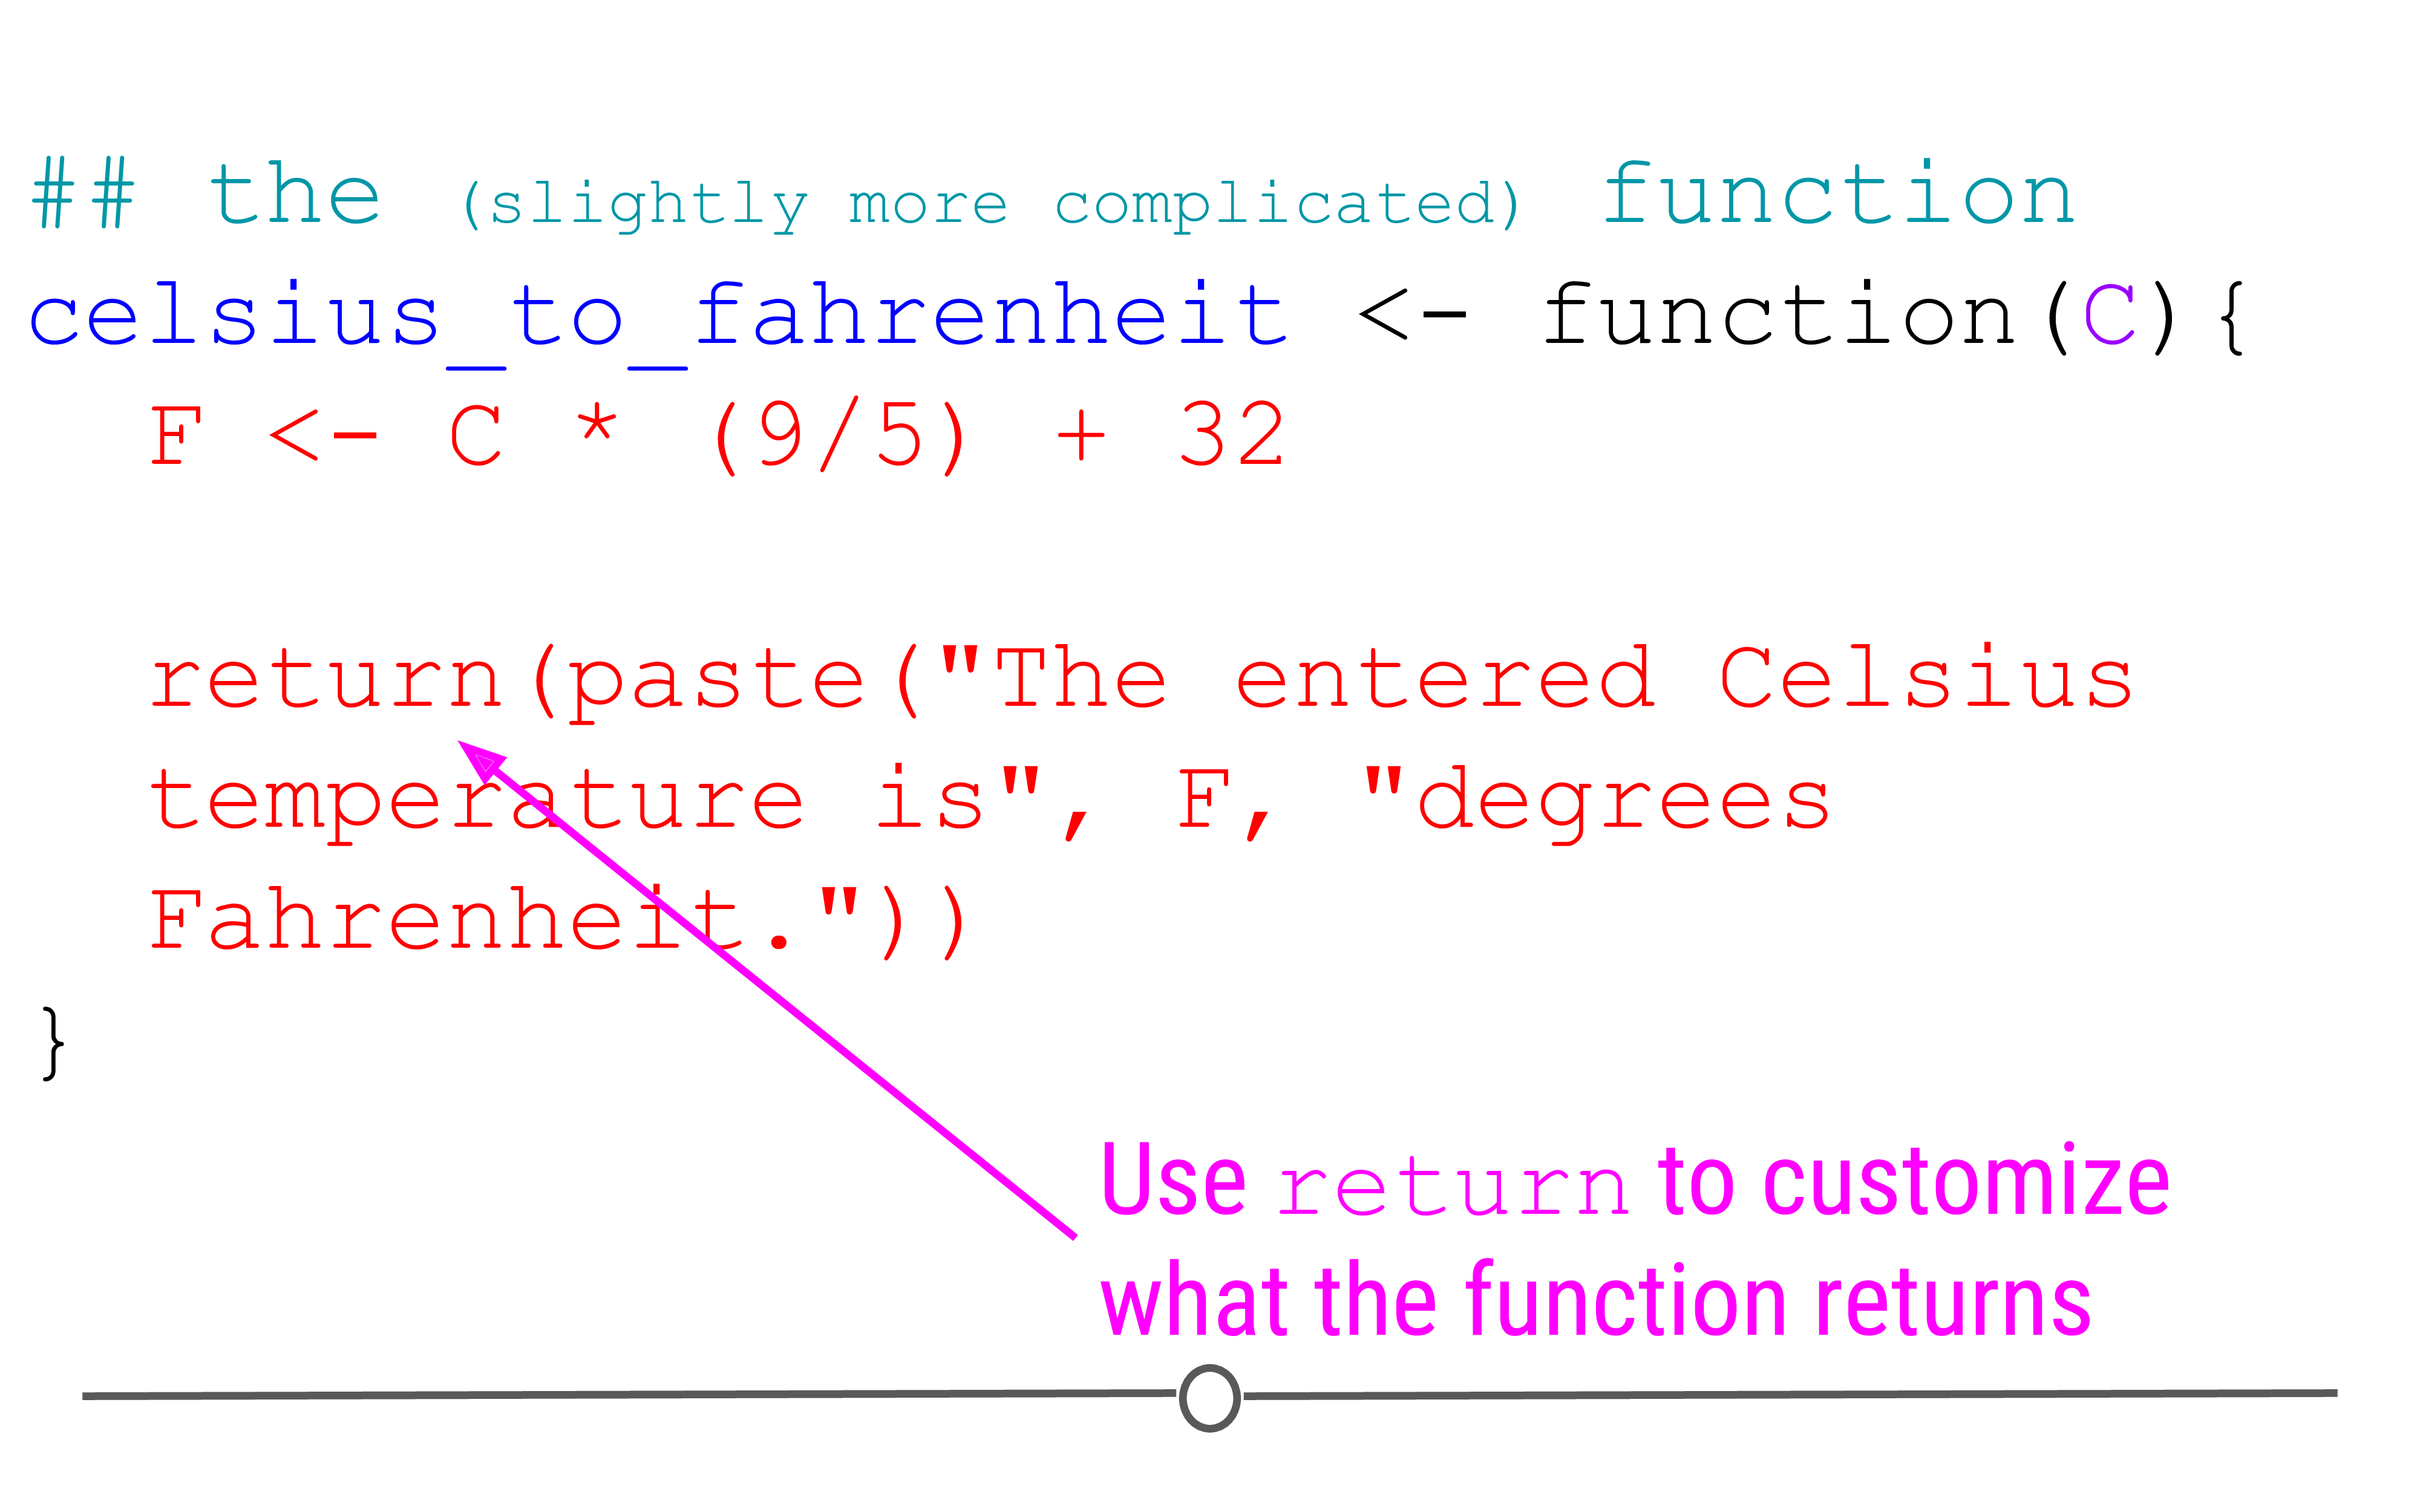 ## the (slightly more complicated) function
celsius_to_fahrenheit <- function(C){
F <- C * (9/5) + 32
return(paste("The entered Celsius
temperature is", F, "degrees
Fahrenheit."))
}
Use return to customize
what the function returns